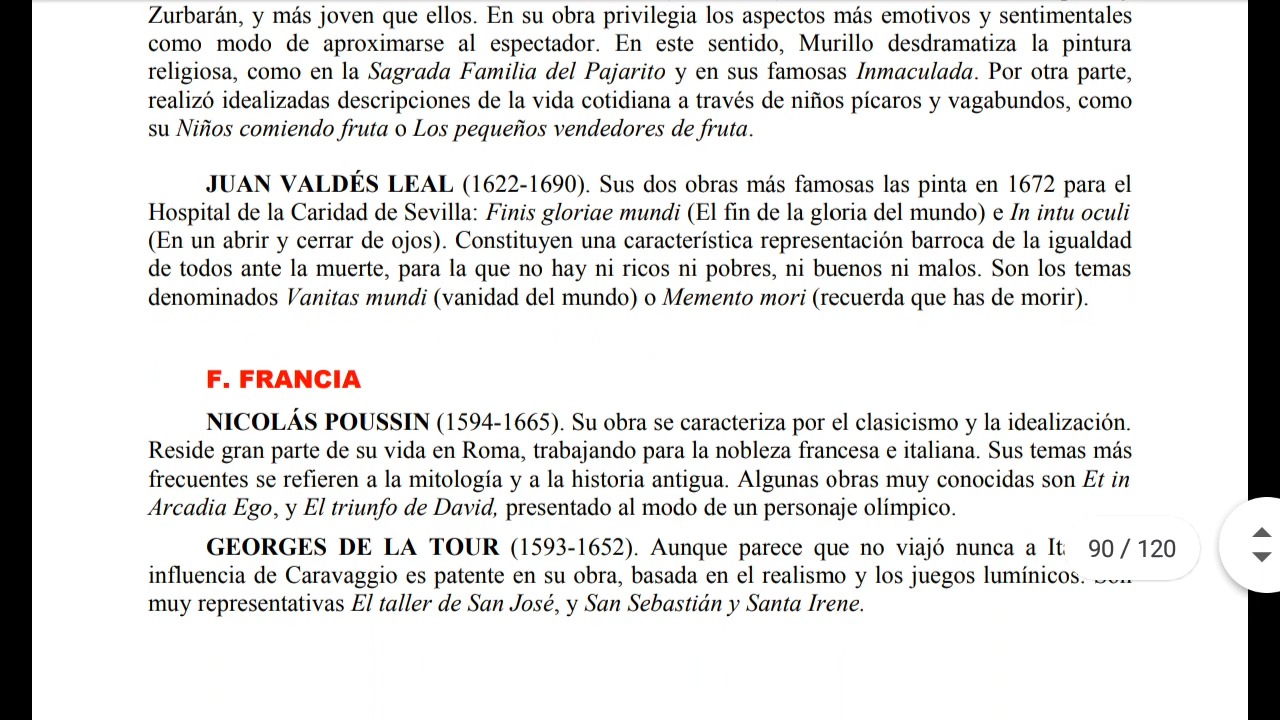 Zurbarán, y más joven que ellos. En su obra privilegia los aspectos más emotivos y sentimentales
como modo de aproximarse al espectador. En este sentido, Murillo desdramatiza la pintura
religiosa, como en la Sagrada Familia del Pajarito y en sus famosas Inmaculada. Por otra parte,
realizó idealizadas descripciones de la vida cotidiana a través de niños pícaros y vagabundos, como
su Niños comiendo fruta o Los pequeños vendedores de fruta.
JUAN VALDÉS LEAL (1622-1690). Sus dos obras más famosas las pinta en 1672 para el
Hospital de la Caridad de Sevilla: Finis gloriae mundi (El fin de la gloria del mundo) e In intu oculi
(En un abrir y cerrar de ojos). Constituyen una característica representación barroca de la igualdad
de todos ante la muerte, para la que no hay ni ricos ni pobres, ni buenos ni malos. Son los temas
denominados Vanitas mundi (vanidad del mundo) o Memento mori (recuerda que has de morir).
F. FRANCIA
NICOLÁS POUSSIN (1594-1665). Su obra se caracteriza por el clasicismo y la idealización.
Reside gran parte de su vida en Roma, trabajando para la nobleza francesa e italiana. Sus temas más
frecuentes se refieren a la mitología y a la historia antigua. Algunas obras muy conocidas son Et in
Arcadia Ego, y El triunfo de David, presentado al modo de un personaje olímpico.
GEORGES DE LA TOUR (1593-1652). Aunque parece que no viajó nunca a
90 / 120
influencia de Caravaggio es patente en su obra, basada en el realismo y los juegos lumínicos.
muy representativas El taller de San José, y San Sebastián y Santa Irene.